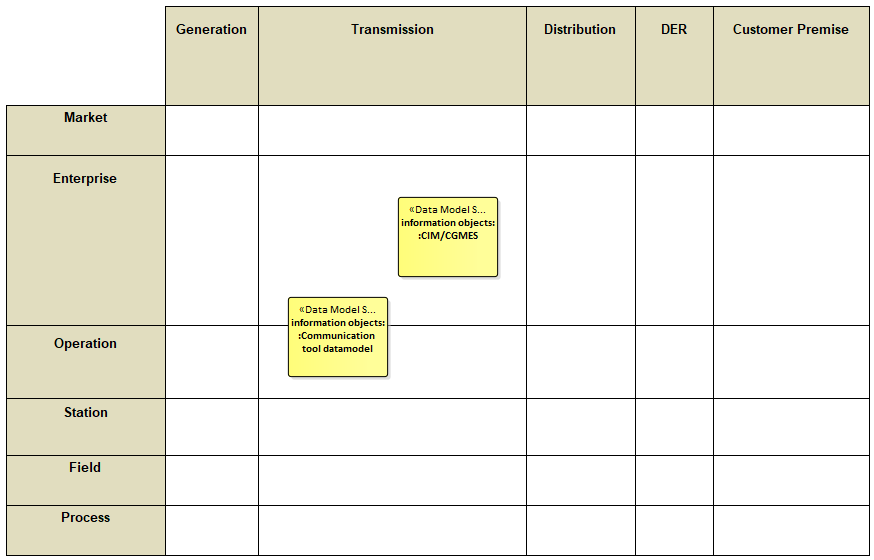 Generation Transmission Distribution DER Customer Premise
Market
Enterprise
«Data Model S...
information objects:
:CIM/CGMES
«Data Model S...
information objects:
:Communication
tool datamodel
Operation
Station
Field
Process